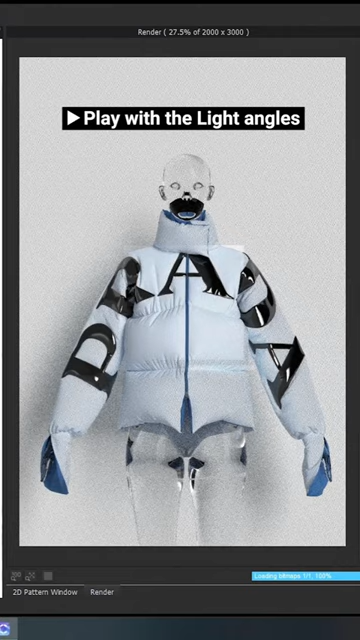 Render ( 27.5% of 2000 x 3000 )
▶ Play with the Light angles
PRADA
Loading bitmaps 1/1, 100%
2D Pattern Window Render